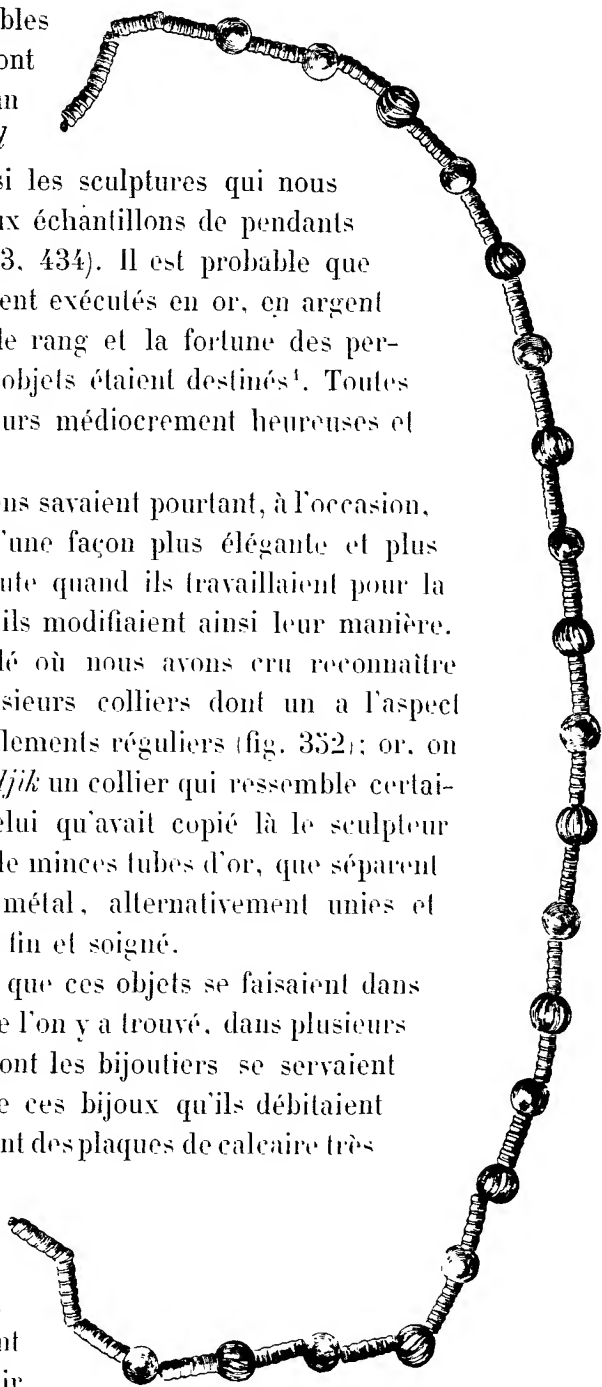 bles
ont
l
si les sculptures qui nous
ux échantillons de pendants
3, 434). Il est probable que
ent exécutés en or, en argent
le rang et la fortune des per-
objets étaient destinés¹. Toutes
urs médiocrement heureuses et
ns savaient pourtant, à l'occasion,
'une façon plus élégante et plus
ute quand ils travaillaient pour la
ils modifiaient ainsi leur manière.
lé où nous avons cru reconnaître
sieurs colliers dont un a l'aspect
lements réguliers (fig. 352); or, on
djik un collier qui ressemble certai-
elui qu'avait copié là le sculpteur
le minces tubes d'or, que séparent
métal, alternativement unies et
fin et soigné.
que ces objets se faisaient dans
e l'on y a trouvé, dans plusieurs
ont les bijoutiers se servaient
e ces bijoux qu'ils débitaient
nt des plaques de calcaire très
nt
ir